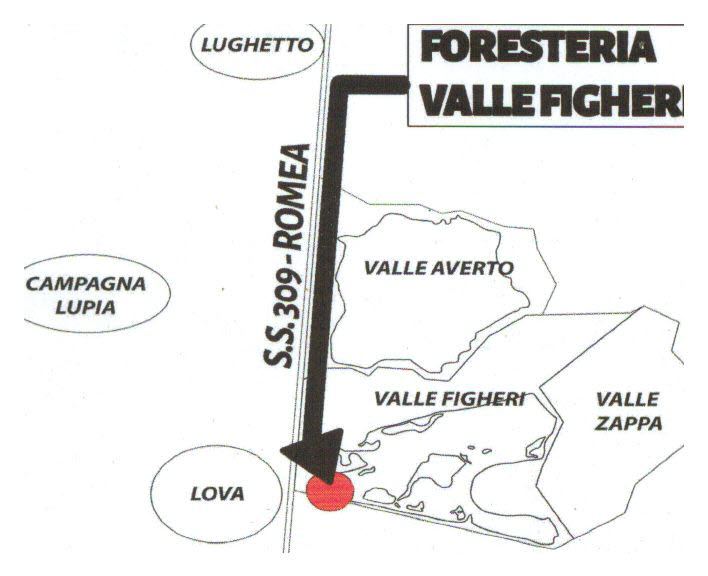 LUGHETTO
FORESTERIA
VALLE FIGHERI
S.S.309-ROMEA
VALLE AVERTO
CAMPAGNA
LUPIA
VALLE FIGHERI
VALLE
ZAPPA
LOVA